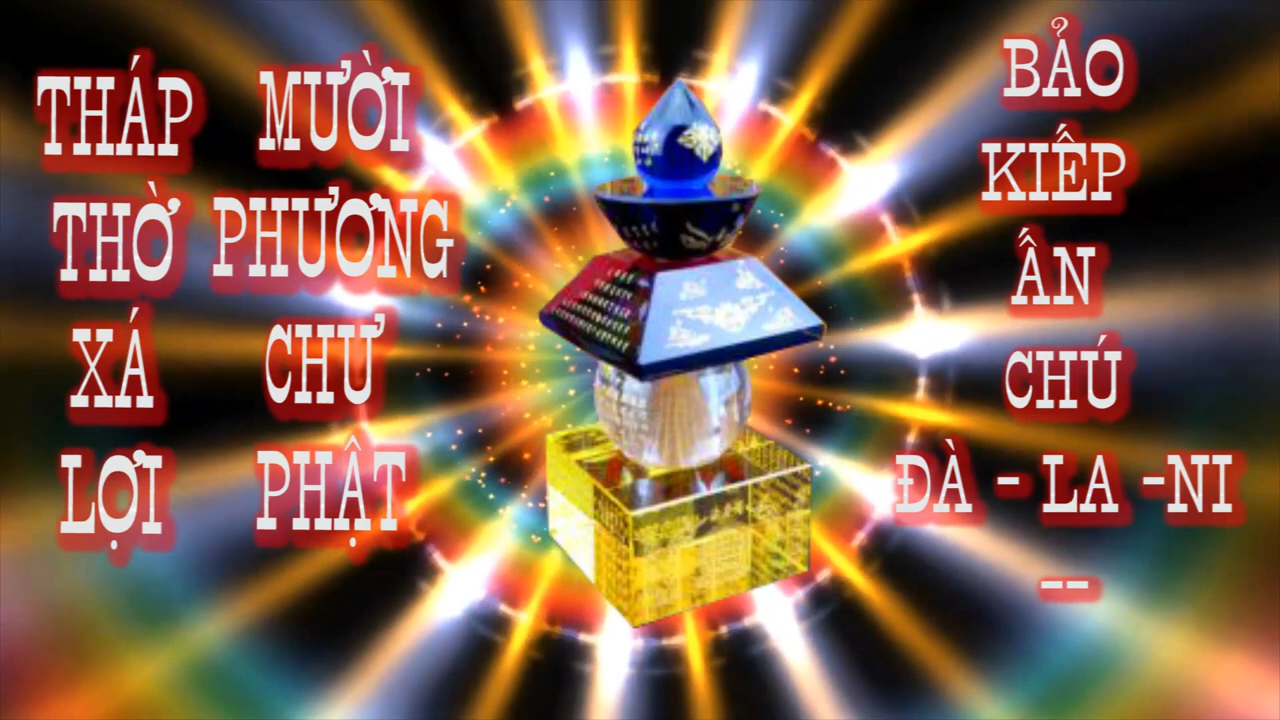 THÁP
THỜ
XÁ
LỢI
MƯỜI
PHƯƠNG
CHƯ
PHẬT
BẢO
KIẾP
ẤN
CHÚ
ĐÀ - LA -NI
--